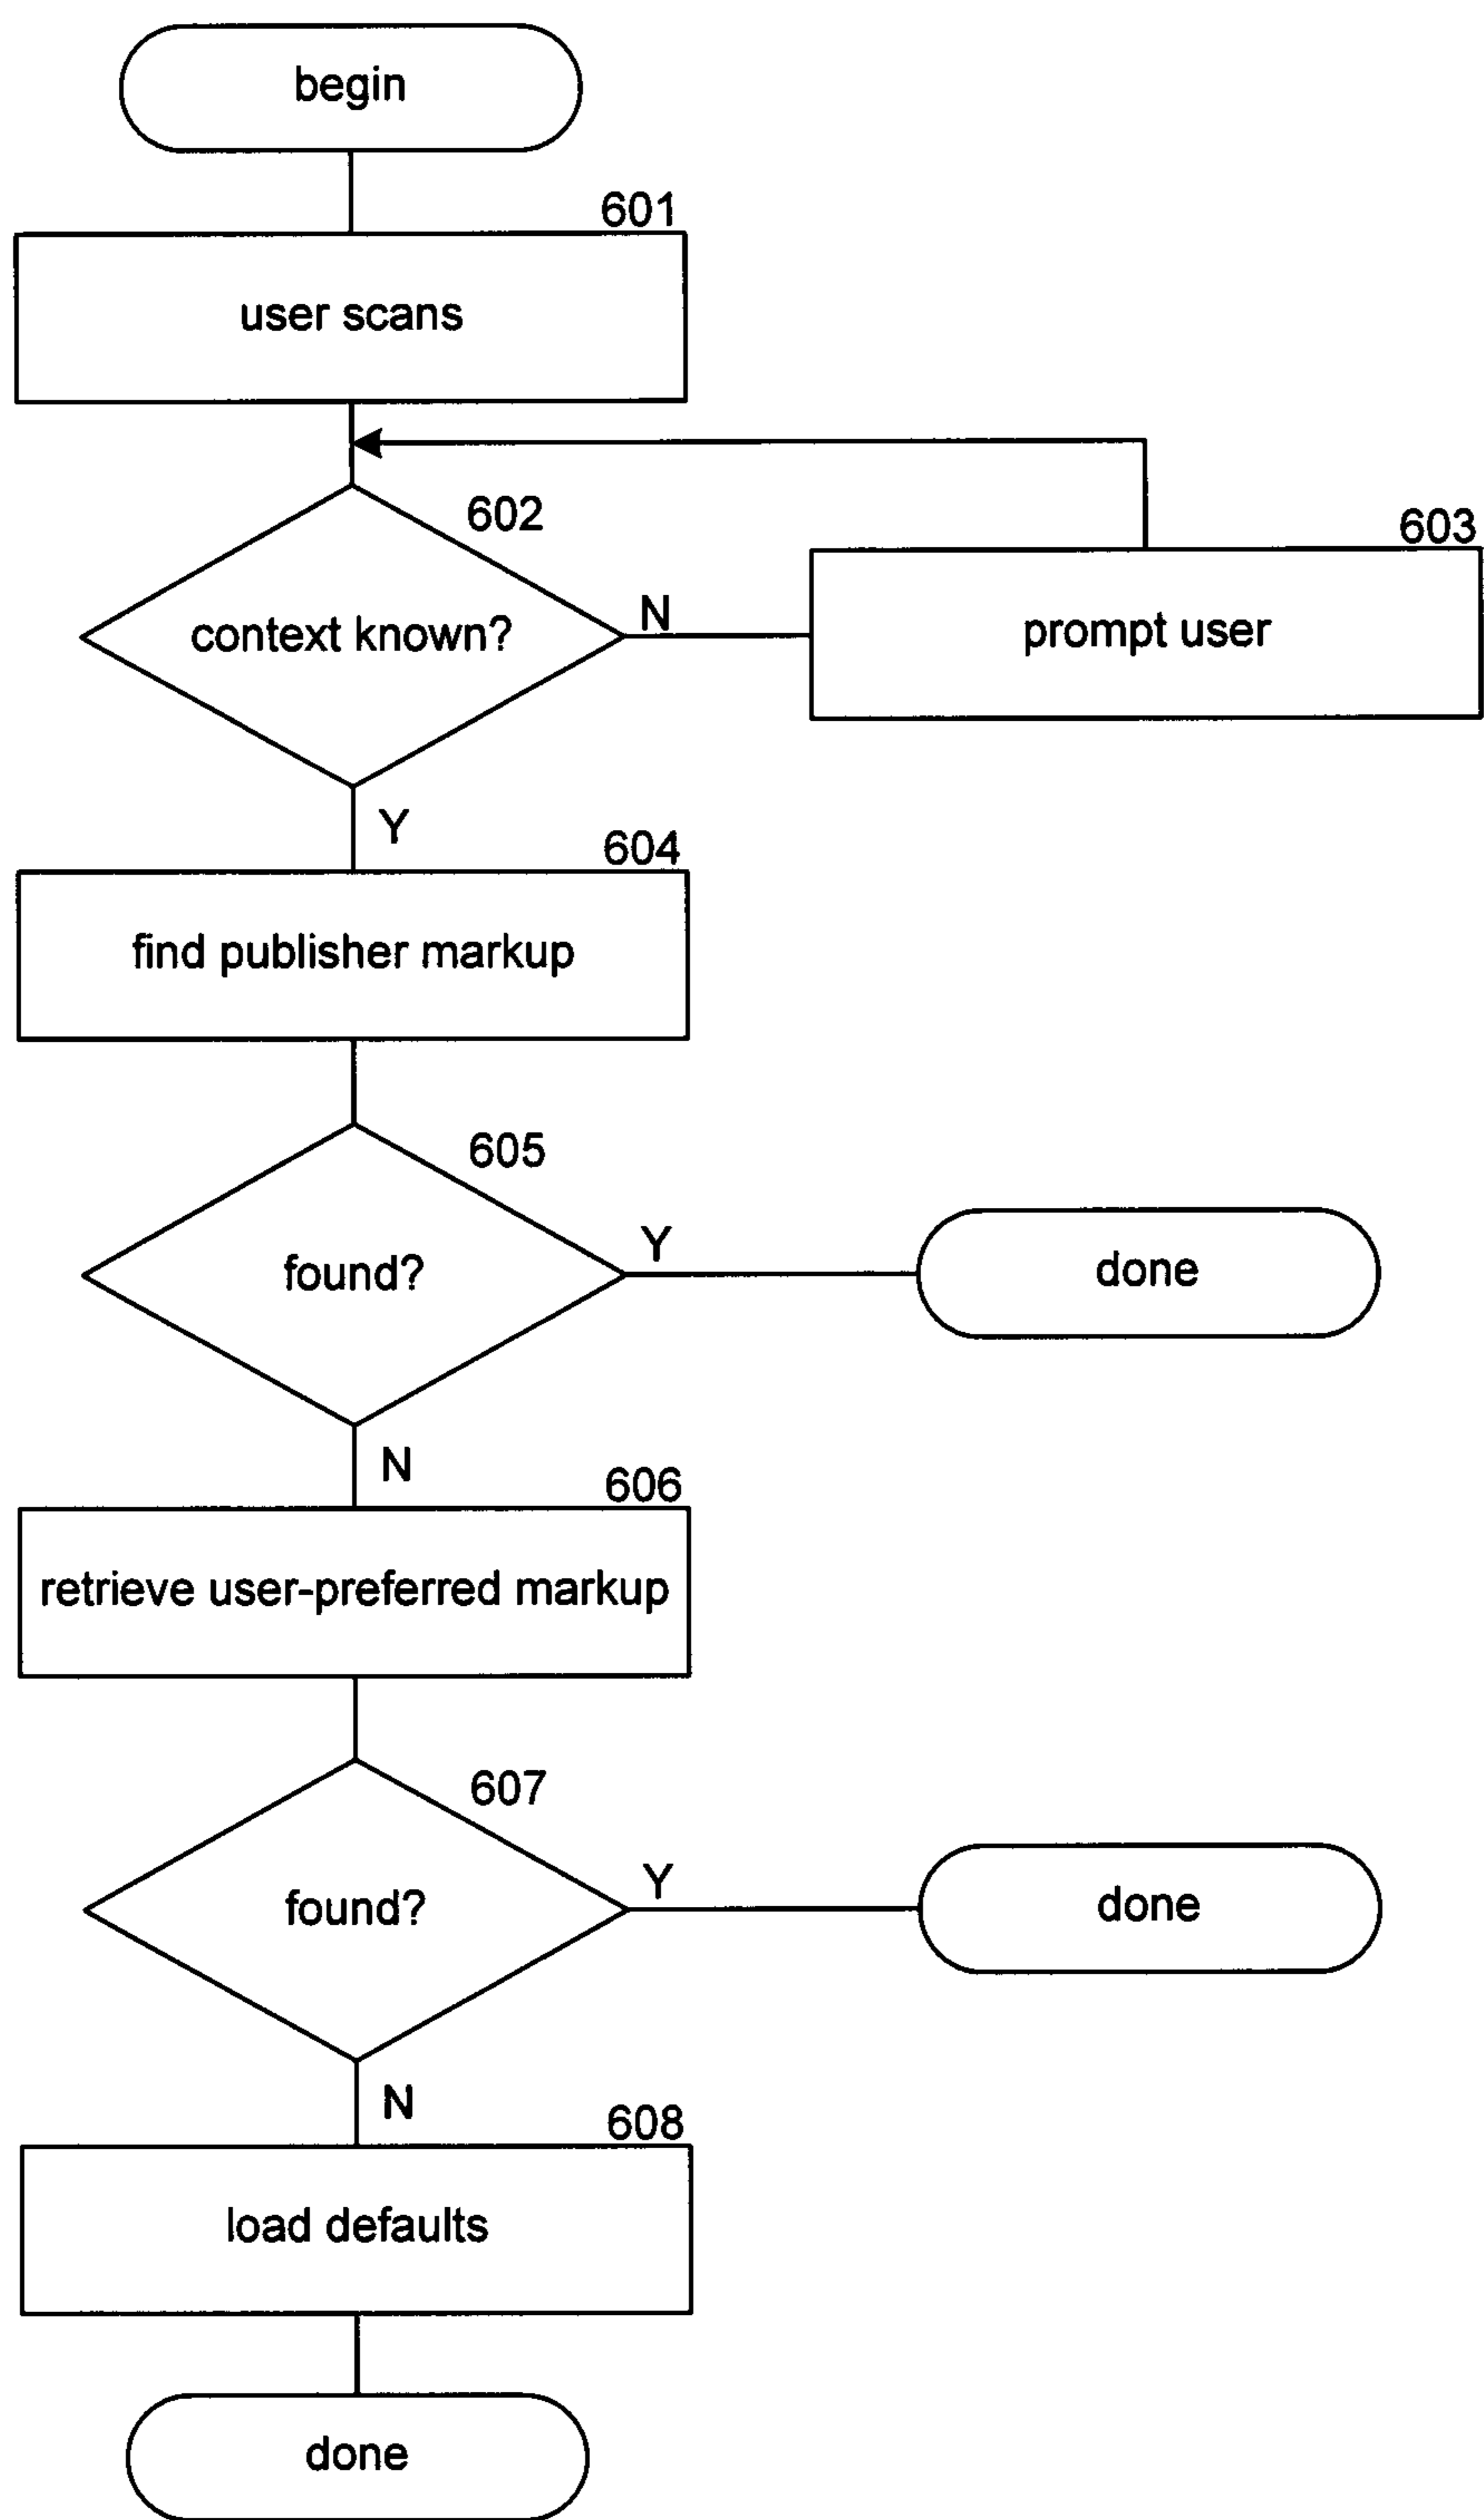 begin
601
user scans
602
603
context known?
N
prompt user
Y
604
find publisher markup
605
found?
Y
done
N
606
retrieve user-preferred markup
607
found?
Y
done
N
608
load defaults
done